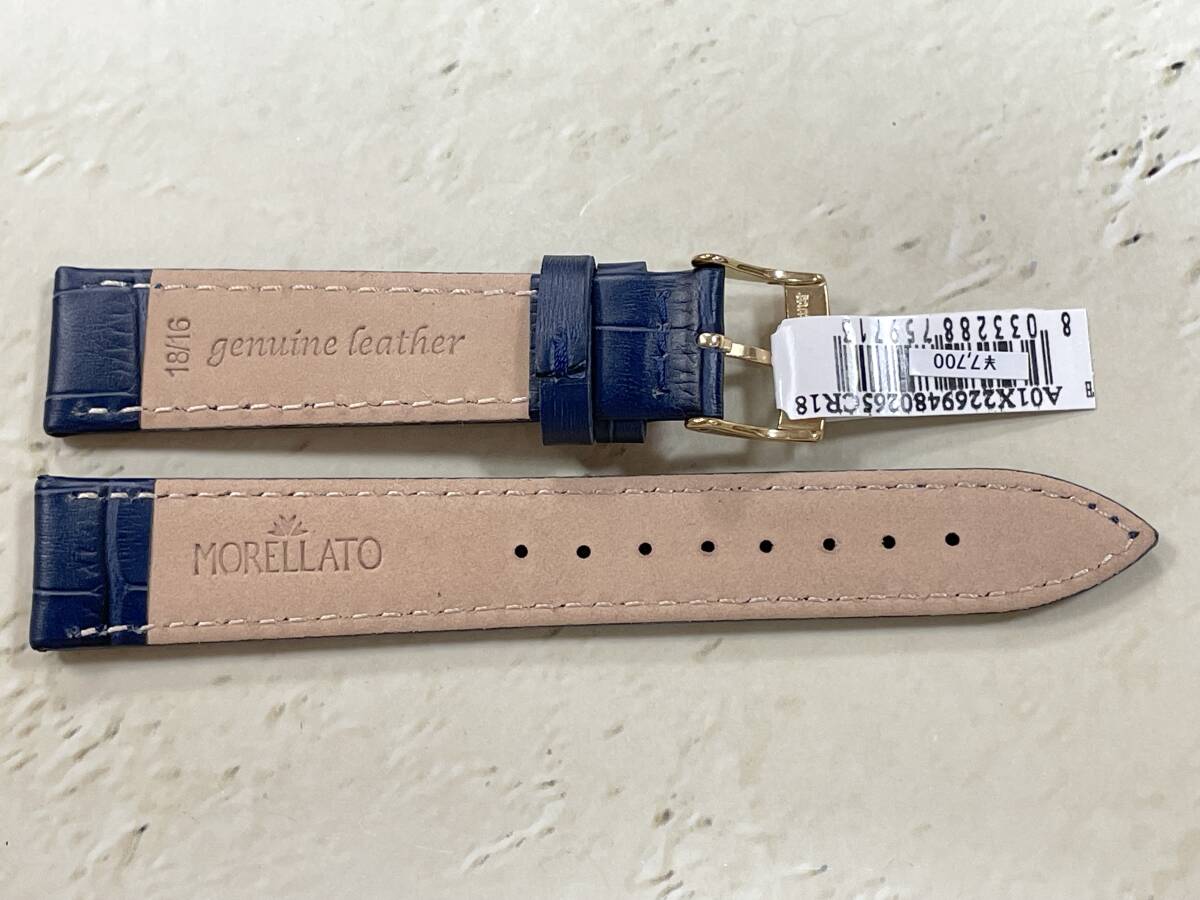 18/16
genuine leather
MORELLATO
A01X2269480265CR18
¥7,700
8 033288 759713